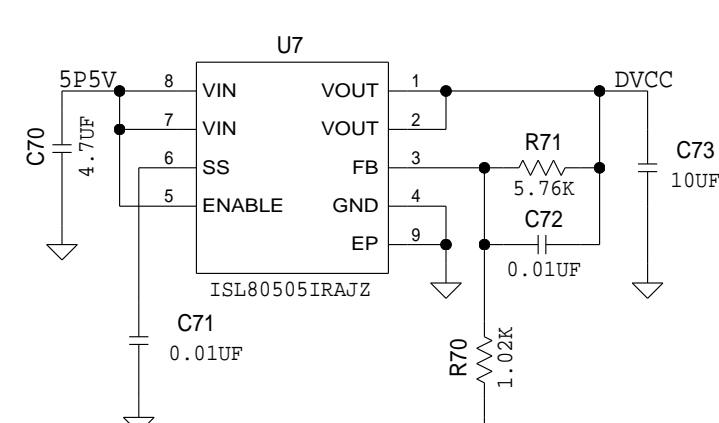 U7
5P5V
8
VIN
VOUT
1
DVCC
C70
4.7UF
7
VIN
VOUT
2
R71
5.76K
6
SS
FB
3
C73
10UF
5
ENABLE
GND
4
C72
0.01UF
EP
9
ISL80505IRAJZ
C71
0.01UF
R70
1.02K